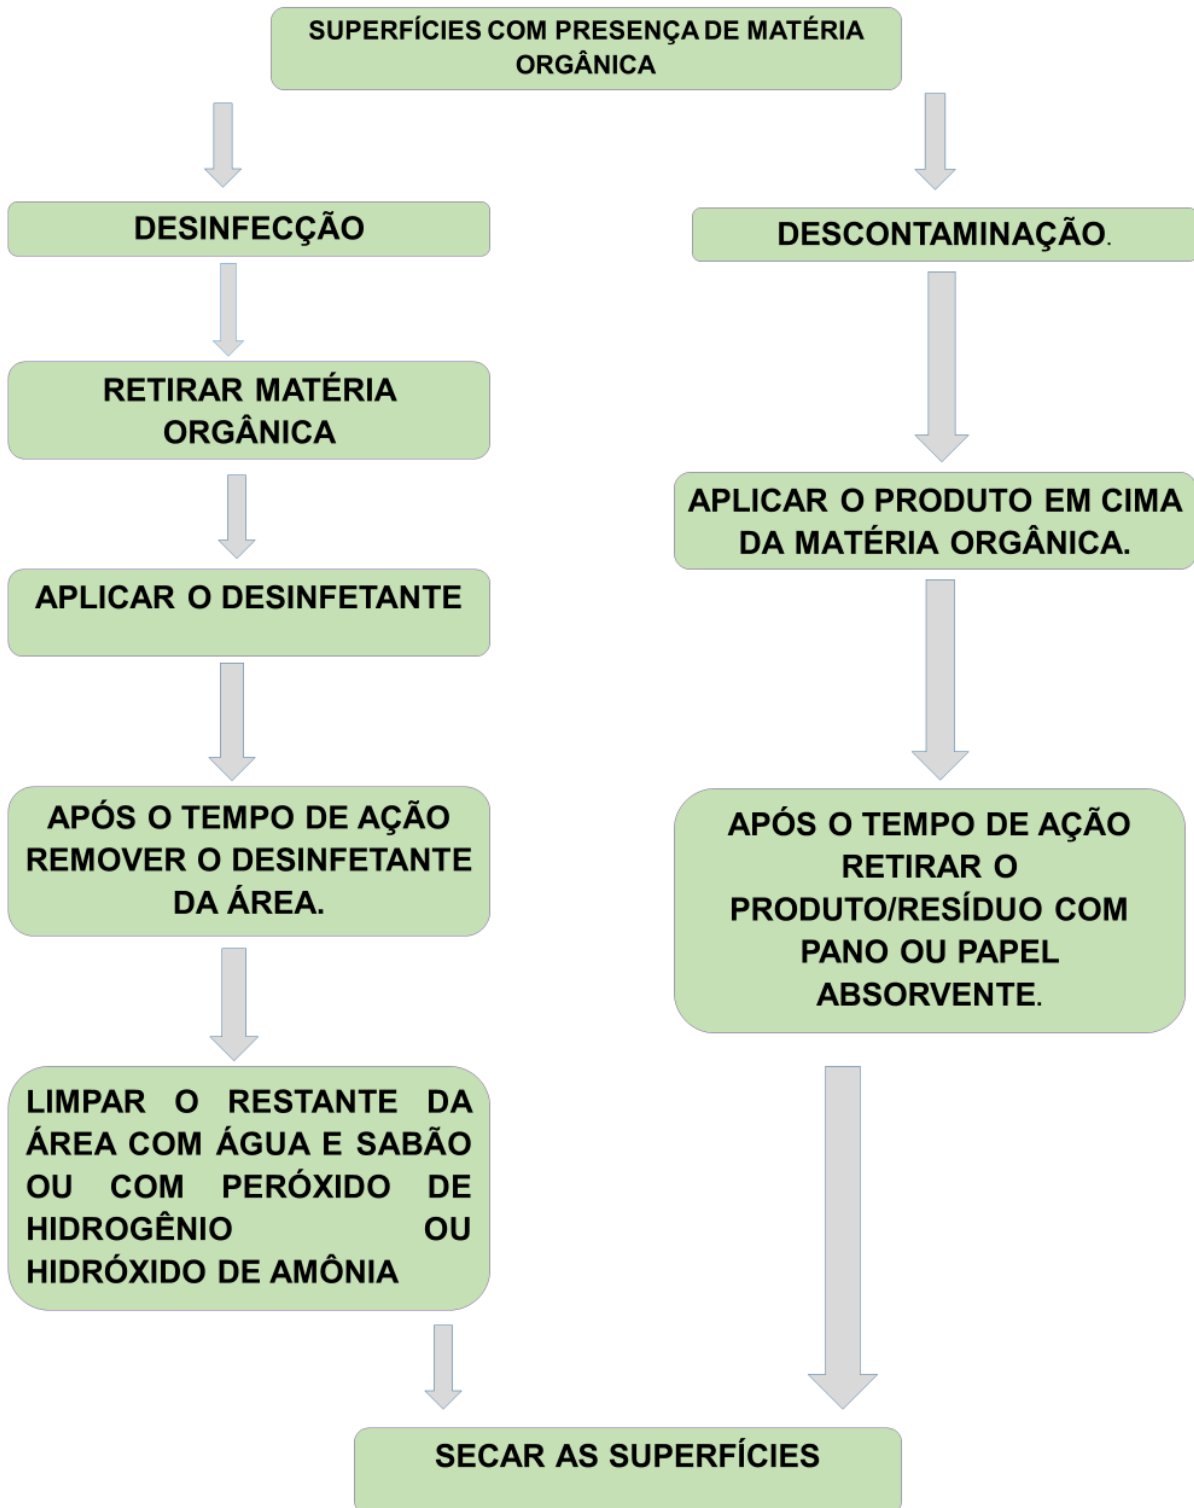 SUPERFÍCIES COM PRESENÇA DE MATÉRIA
ORGÂNICA
DESINFECÇÃO
DESCONTAMINAÇÃO.
RETIRAR MATÉRIA
ORGÂNICA
APLICAR O PRODUTO EM CIMA
DA MATÉRIA ORGÂNICA.
APLICAR O DESINFETANTE
APÓS O TEMPO DE AÇÃO
REMOVER O DESINFETANTE
DA ÁREA.
APÓS O TEMPO DE AÇÃO
RETIRAR O
PRODUTO/RESÍDUO COM
PANO OU PAPEL
ABSORVENTE.
LIMPAR O RESTANTE DA
ÁREA COM ÁGUA E SABÃO
OU COM PERÓXIDO DE
HIDROGÊNIO OU
HIDRÓXIDO DE AMÔNIA
SECAR AS SUPERFÍCIES